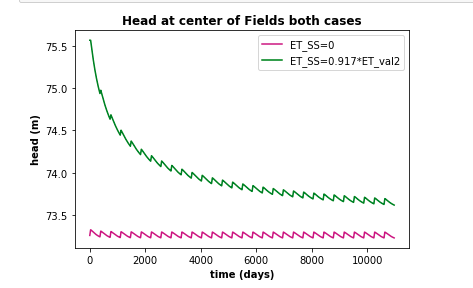 Head at center of Fields both cases
ET_SS=0
ET_SS=0.917*ET_val2
75.5
75.0
74.5
74.0
73.5
head (m)
0 2000 4000 6000 8000 10000
time (days)